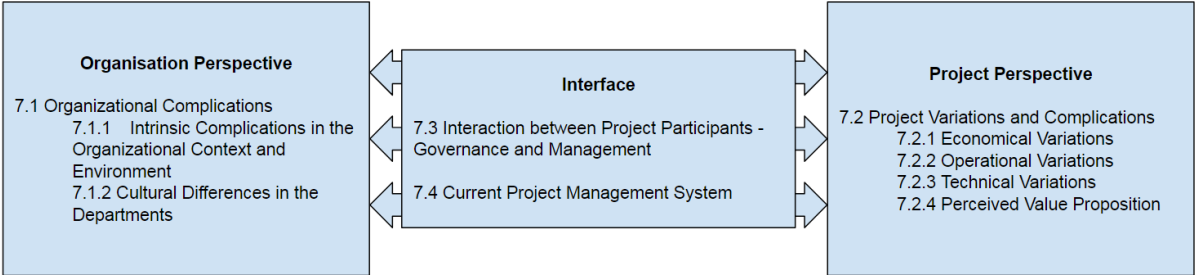 Organisation Perspective
7.1 Organizational Complications
7.1.1 Intrinsic Complications in the
Organizational Context and
Environment
7.1.2 Cultural Differences in the
Departments
Interface
7.3 Interaction between Project Participants -
Governance and Management
7.4 Current Project Management System
Project Perspective
7.2 Project Variations and Complications
7.2.1 Economical Variations
7.2.2 Operational Variations
7.2.3 Technical Variations
7.2.4 Perceived Value Proposition